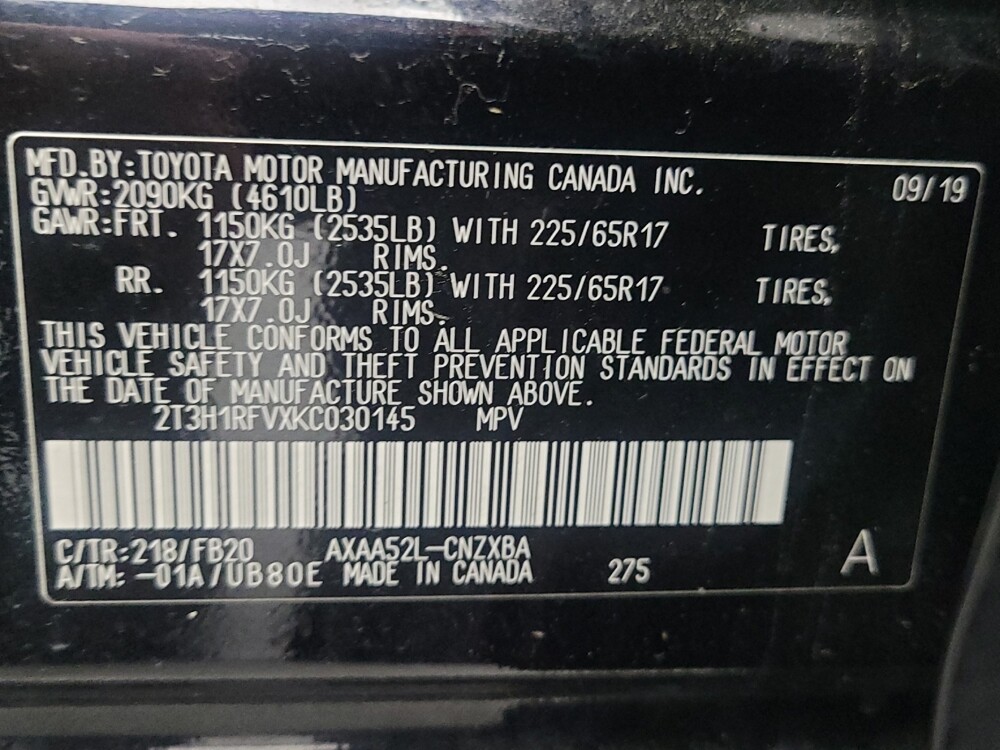 MFD.BY:TOYOTA MOTOR MANUFACTURING CANADA INC. 09/19
GVWR:2090KG (4610LB)
GAWR:FRT. 1150KG (2535LB) WITH 225/65R17 TIRES,
17X7.0J RIMS.
RR. 1150KG (2535LB) WITH 225/65R17 TIRES,
17X7.0J RIMS.
THIS VEHICLE CONFORMS TO ALL APPLICABLE FEDERAL MOTOR
VEHICLE SAFETY AND THEFT PREVENTION STANDARDS IN EFFECT ON
THE DATE OF MANUFACTURE SHOWN ABOVE.
2T3H1RFVXKC030145 MPV
C/TR:218/FB20 AXAA52L-CNZXBA A
A/TM: -01A/UB80E MADE IN CANADA 275